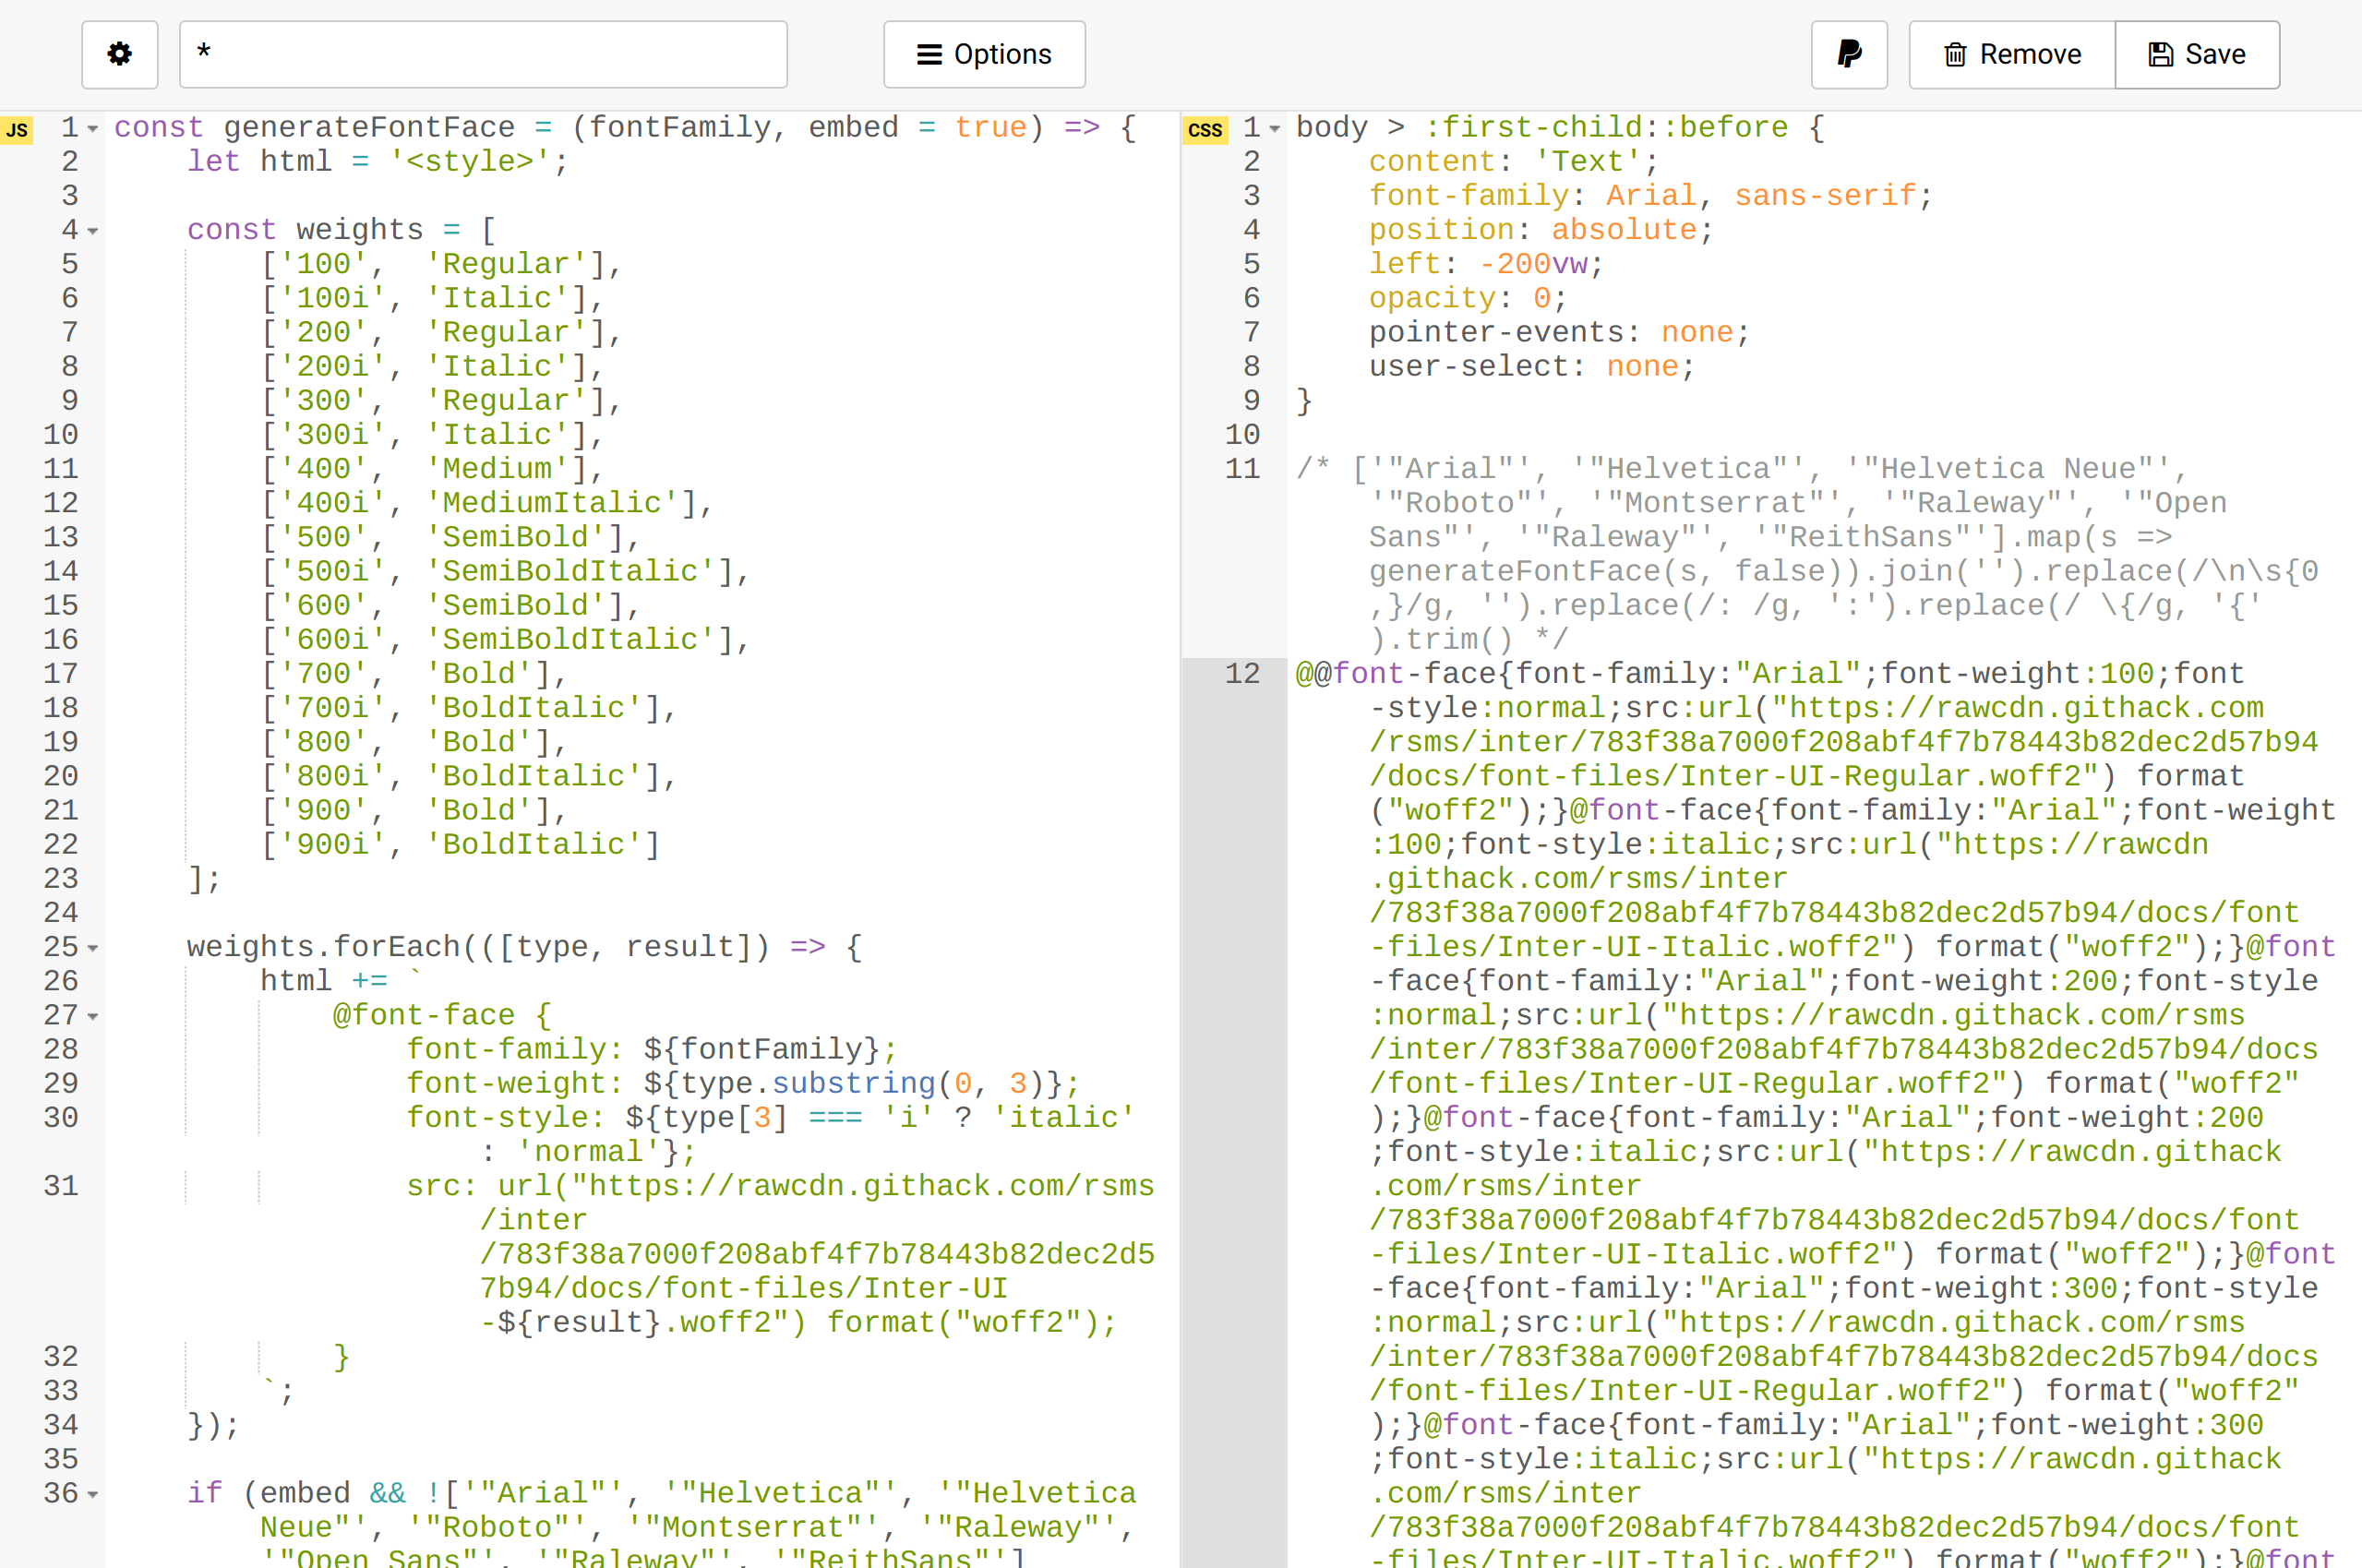 *
Options
Remove
Save
JS
1 const generateFontFace = (fontFamily, embed = true) => {
2 let html = '<style>';
3
4 const weights = [
5 ['100',  'Regular'],
6 ['100i', 'Italic'],
7 ['200',  'Regular'],
8 ['200i', 'Italic'],
9 ['300',  'Regular'],
10 ['300i', 'Italic'],
11 ['400',  'Medium'],
12 ['400i', 'MediumItalic'],
13 ['500',  'SemiBold'],
14 ['500i', 'SemiBoldItalic'],
15 ['600',  'SemiBold'],
16 ['600i', 'SemiBoldItalic'],
17 ['700',  'Bold'],
18 ['700i', 'BoldItalic'],
19 ['800',  'Bold'],
20 ['800i', 'BoldItalic'],
21 ['900',  'Bold'],
22 ['900i', 'BoldItalic']
23 ];
24
25 weights.forEach(([type, result]) => {
26 html += `
27 @font-face {
28 font-family: ${fontFamily};
29 font-weight: ${type.substring(0, 3)};
30 font-style: ${type[3] === 'i' ? 'italic'
: 'normal'};
31 src: url("https://rawcdn.githack.com/rsms
/inter
/783f38a7000f208abf4f7b78443b82dec2d5
7b94/docs/font-files/Inter-UI
-${result}.woff2") format("woff2");
32 }
33 `;
34 });
35
36 if (embed && !['"Arial"', '"Helvetica"', '"Helvetica
Neue"', '"Roboto"', '"Montserrat"', '"Raleway"',
'"Open Sans"', '"Raleway"', '"ReithSans"']
CSS
1 body > :first-child::before {
2 content: 'Text';
3 font-family: Arial, sans-serif;
4 position: absolute;
5 left: -200vw;
6 opacity: 0;
7 pointer-events: none;
8 user-select: none;
9 }
10
11 /* ['"Arial"', '"Helvetica"', '"Helvetica Neue"',
'"Roboto"', '"Montserrat"', '"Raleway"', '"Open
Sans"', '"Raleway"', '"ReithSans"'].map(s =>
generateFontFace(s, false)).join('').replace(/\n\s{0
,}/g, '').replace(/: /g, ':').replace(/ \{/g, '{'
).trim() */
12 @@font-face{font-family:"Arial";font-weight:100;font
-style:normal;src:url("https://rawcdn.githack.com
/rsms/inter/783f38a7000f208abf4f7b78443b82dec2d57b94
/docs/font-files/Inter-UI-Regular.woff2") format
("woff2");}@font-face{font-family:"Arial";font-weight
:100;font-style:italic;src:url("https://rawcdn
.githack.com/rsms/inter
/783f38a7000f208abf4f7b78443b82dec2d57b94/docs/font
-files/Inter-UI-Italic.woff2") format("woff2");}@font
-face{font-family:"Arial";font-weight:200;font-style
:normal;src:url("https://rawcdn.githack.com/rsms
/inter/783f38a7000f208abf4f7b78443b82dec2d57b94/docs
/font-files/Inter-UI-Regular.woff2") format("woff2"
);}@font-face{font-family:"Arial";font-weight:200
;font-style:italic;src:url("https://rawcdn.githack
.com/rsms/inter
/783f38a7000f208abf4f7b78443b82dec2d57b94/docs/font
-files/Inter-UI-Italic.woff2") format("woff2");}@font
-face{font-family:"Arial";font-weight:300;font-style
:normal;src:url("https://rawcdn.githack.com/rsms
/inter/783f38a7000f208abf4f7b78443b82dec2d57b94/docs
/font-files/Inter-UI-Regular.woff2") format("woff2"
);}@font-face{font-family:"Arial";font-weight:300
;font-style:italic;src:url("https://rawcdn.githack
.com/rsms/inter
/783f38a7000f208abf4f7b78443b82dec2d57b94/docs/font
-files/Inter-UI-Italic.woff2") format("woff2");}@font